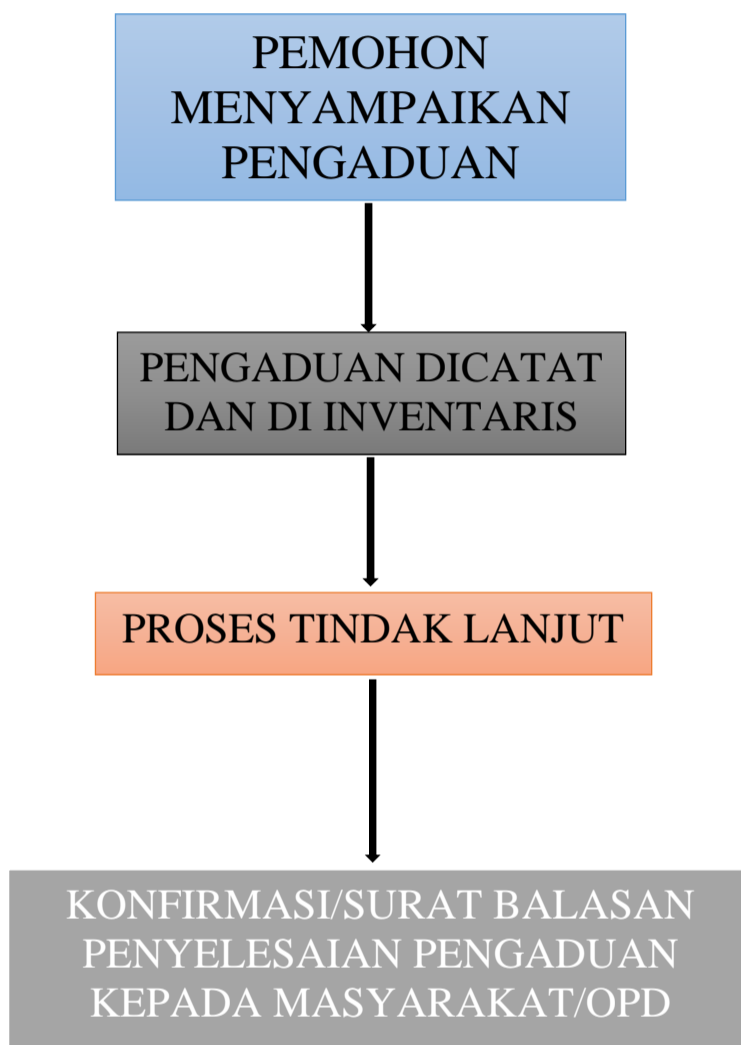 PEMOHON
MENYAMPAIKAN
PENGADUAN
PENGADUAN DICATAT
DAN DI INVENTARIS
PROSES TINDAK LANJUT
KONFIRMASI/SURAT BALASAN
PENYELESAIAN PENGADUAN
KEPADA MASYARAKAT/OPD